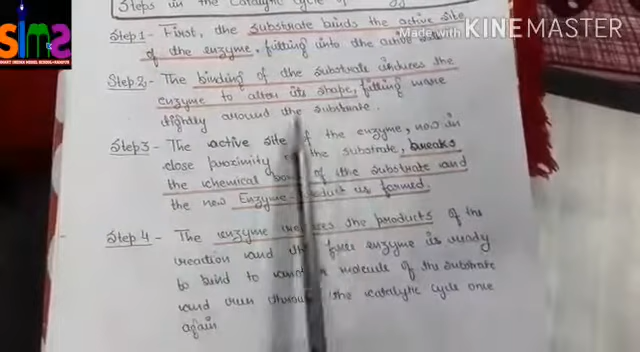 Steps in the Catalytic Cycle of
Step 1 - First, the substrate binds the active site
of the enzyme, fitting into the active
Made with KINEMASTER
SIMS
Step 2 - The binding of the substrate induces the
enzyme to alter its shape, fitting more
tightly around the substrate.
Step 3 - The active site of the enzyme, now in
close proximity the substrate, breaks
the chemical of the substrate and
the new Enzyme - product is formed.
Step 4 - The enzyme the products of the
reaction and the free enzyme is ready
to bind to molecule of the substrate
and run through the catalytic cycle once
again